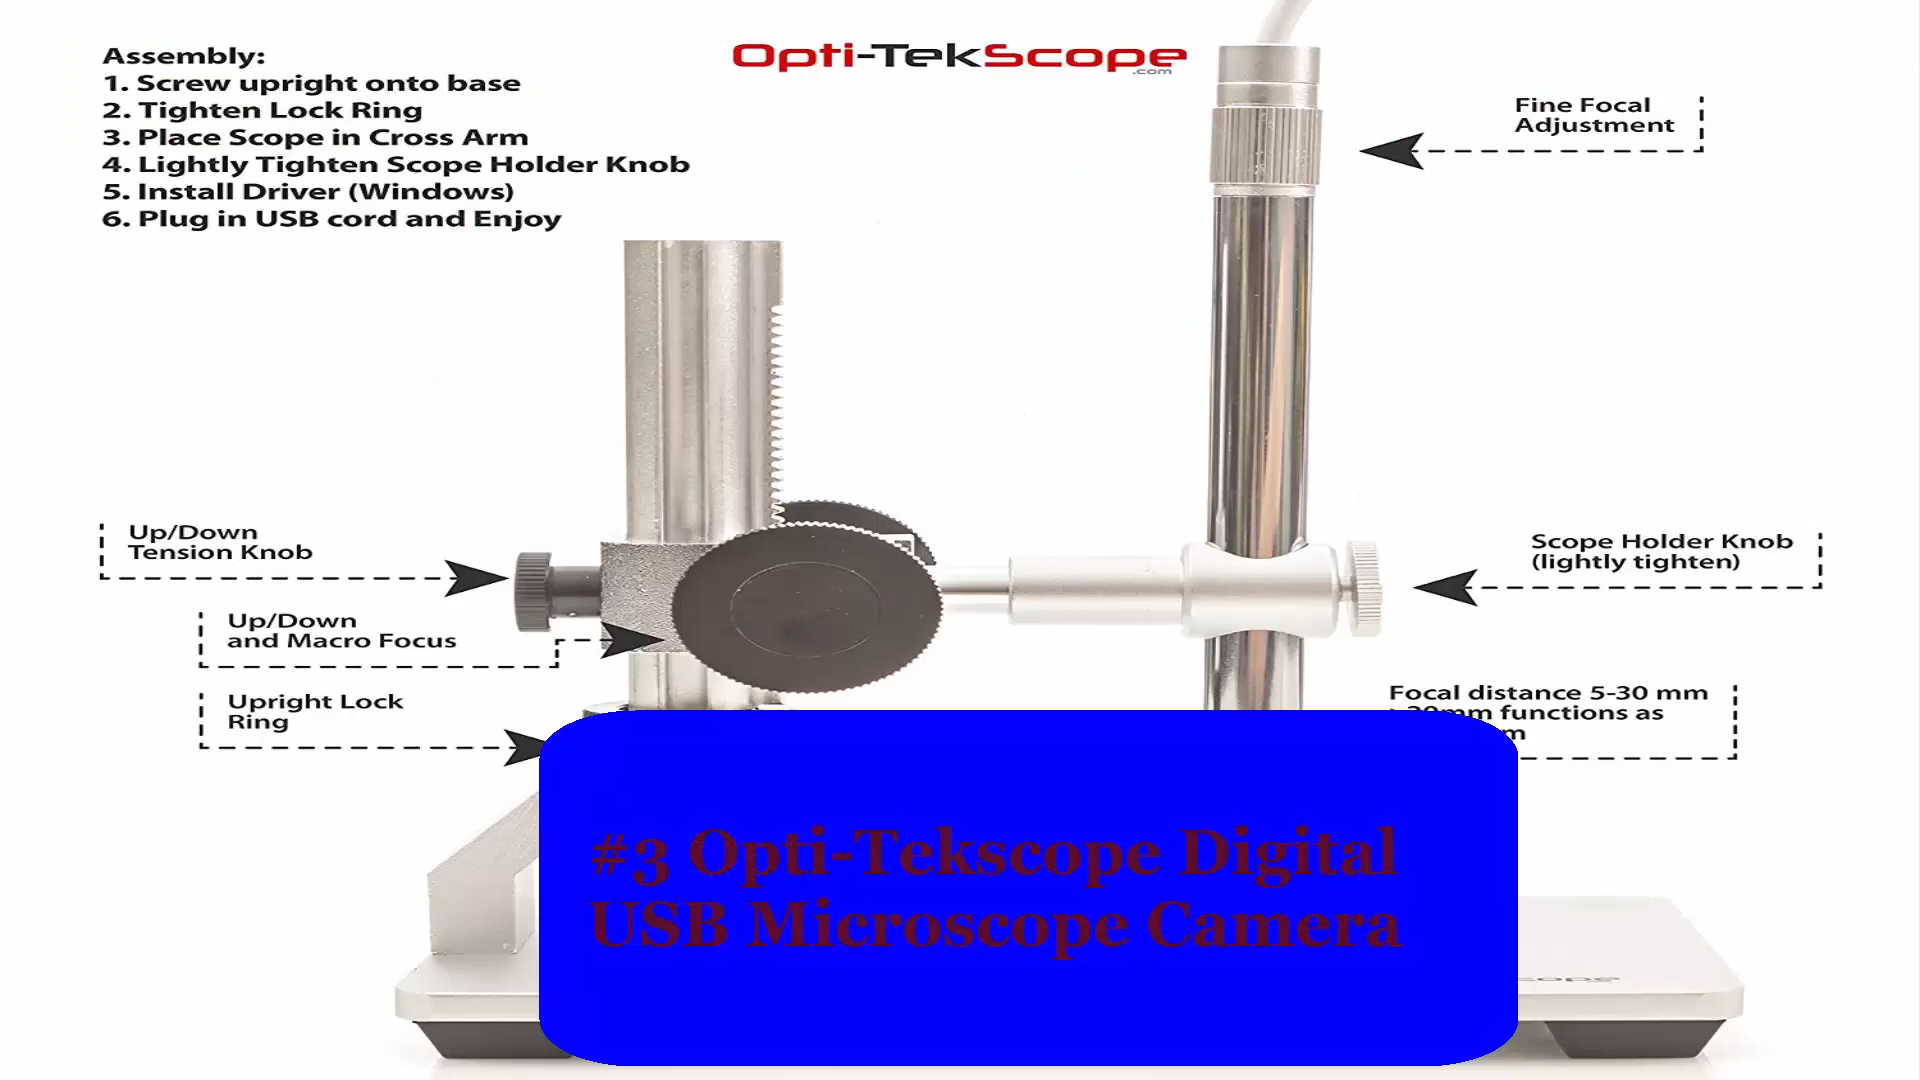 Assembly:
1. Screw upright onto base
2. Tighten Lock Ring
3. Place Scope in Cross Arm
4. Lightly Tighten Scope Holder Knob
5. Install Driver (Windows)
6. Plug in USB cord and Enjoy
Opti-TekScope
.com
Fine Focal
Adjustment
Up/Down
Tension Knob
Up/Down
and Macro Focus
Upright Lock
Ring
Scope Holder Knob
(lightly tighten)
Focal distance 5-30 mm
functions as
#3 Opti-Tekscope Digital
USB Microscope Camera